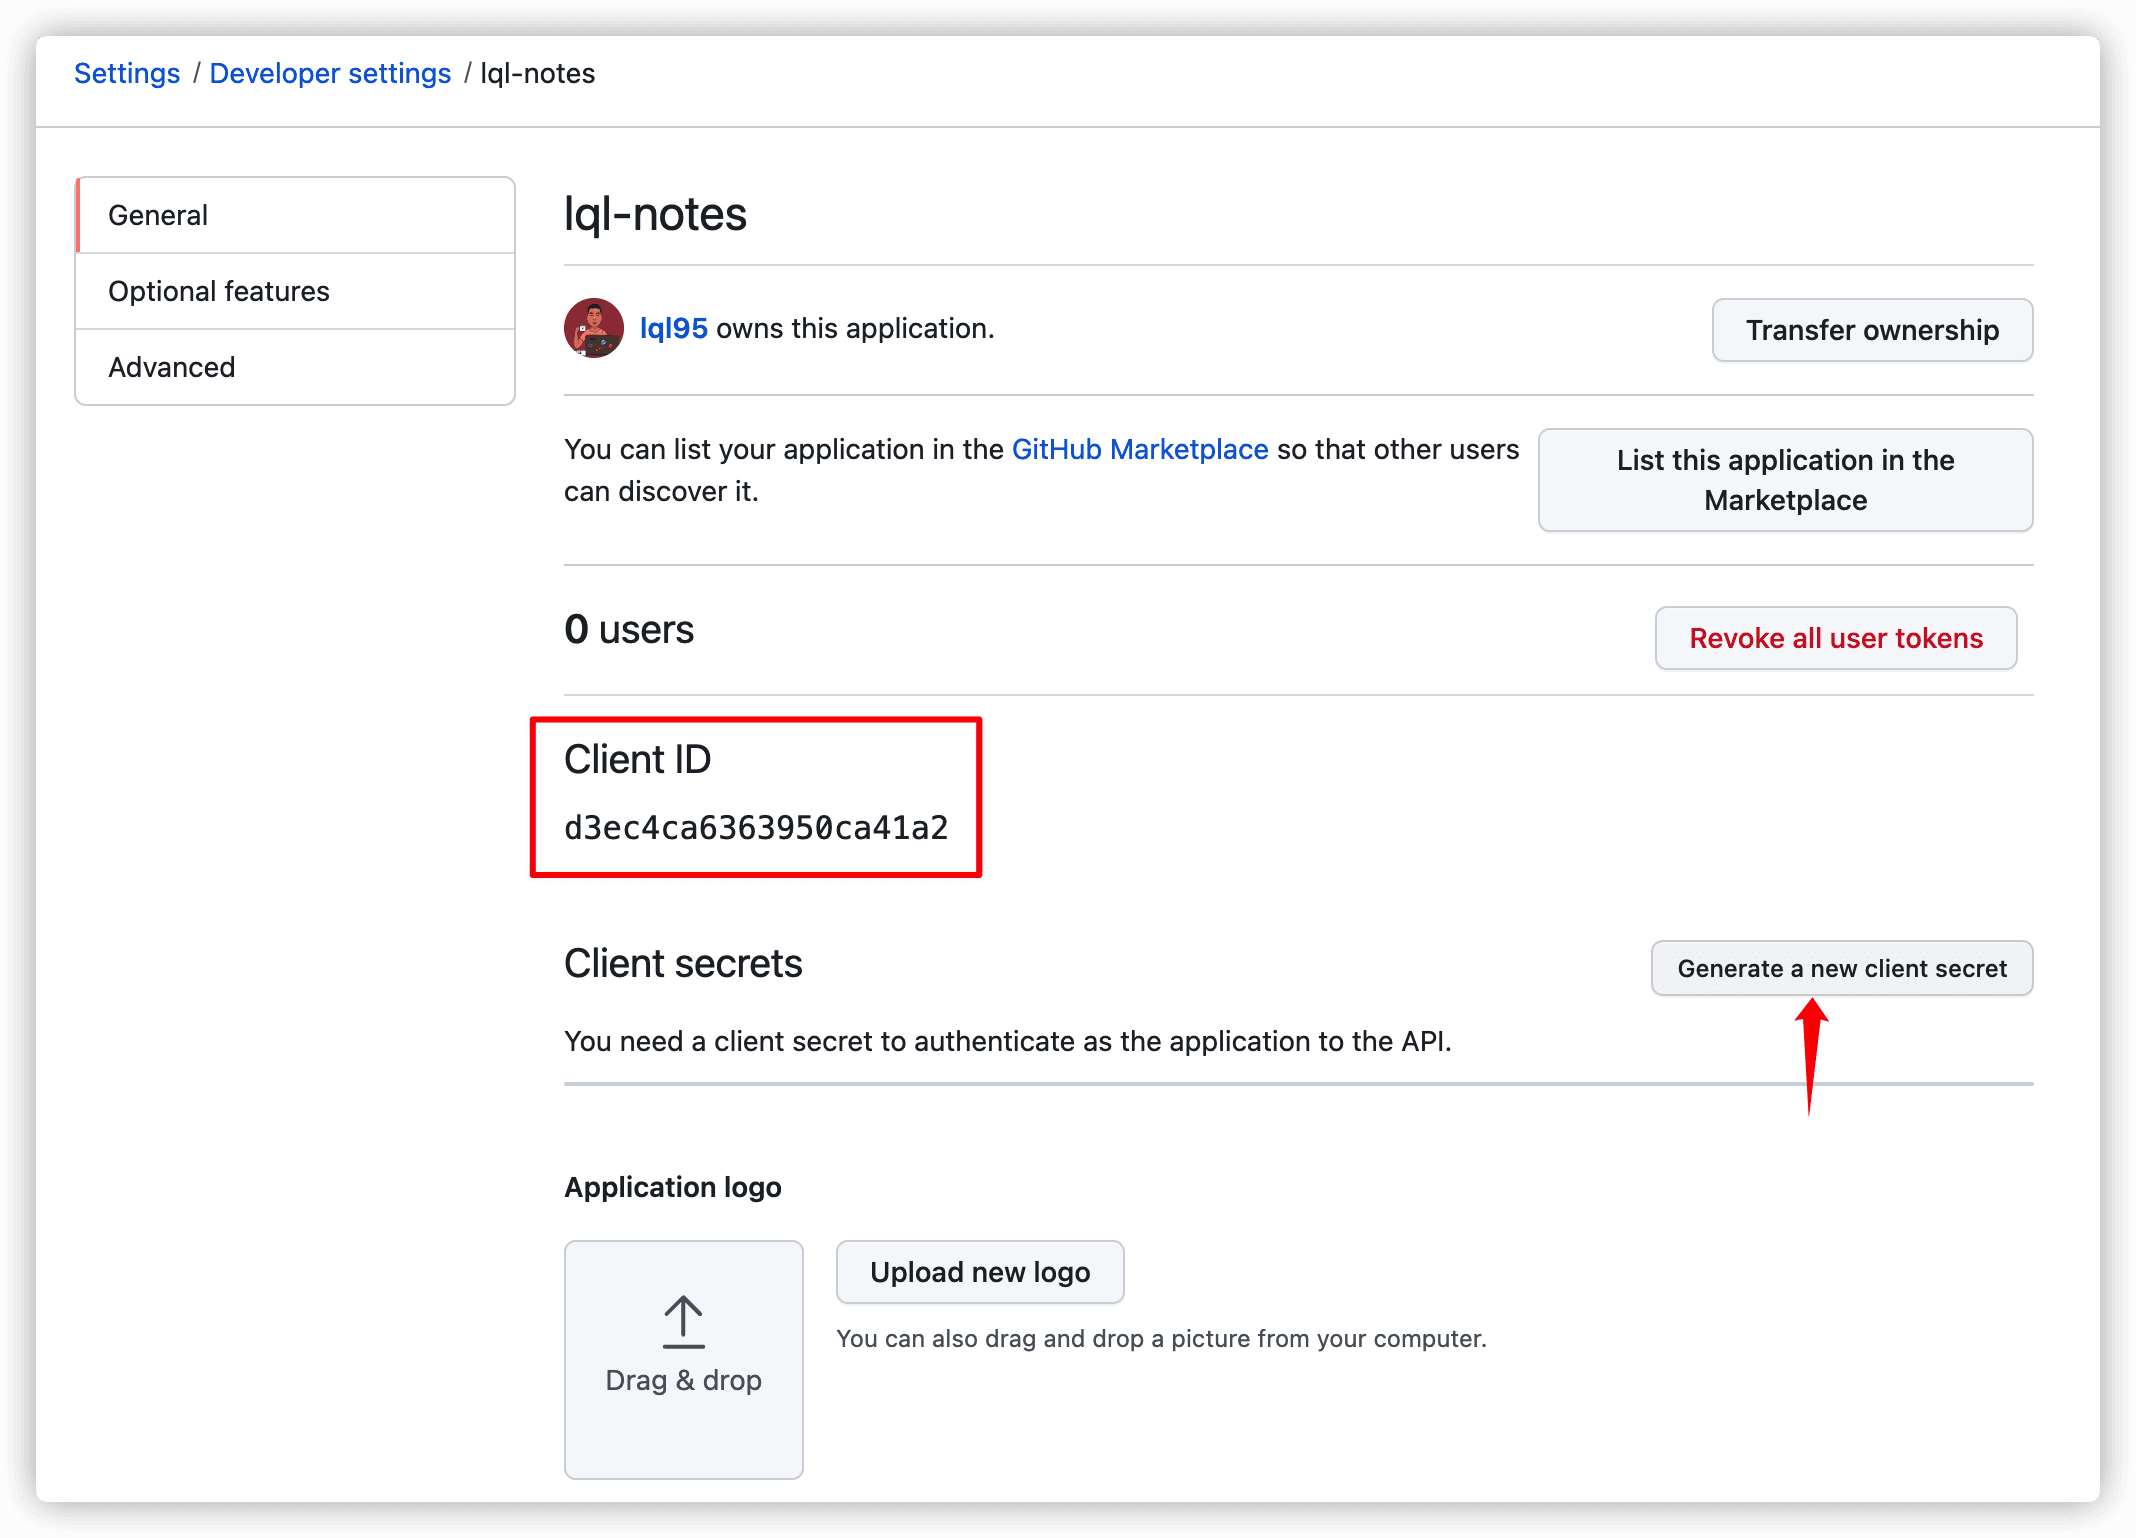 Settings / Developer settings / lql-notes
General
Optional features
Advanced
lql-notes
lql95 owns this application.
Transfer ownership
You can list your application in the GitHub Marketplace so that other users
can discover it.
List this application in the
Marketplace
0 users
Revoke all user tokens
Client ID
d3ec4ca6363950ca41a2
Client secrets
Generate a new client secret
You need a client secret to authenticate as the application to the API.
Application logo
Drag & drop
Upload new logo
You can also drag and drop a picture from your computer.